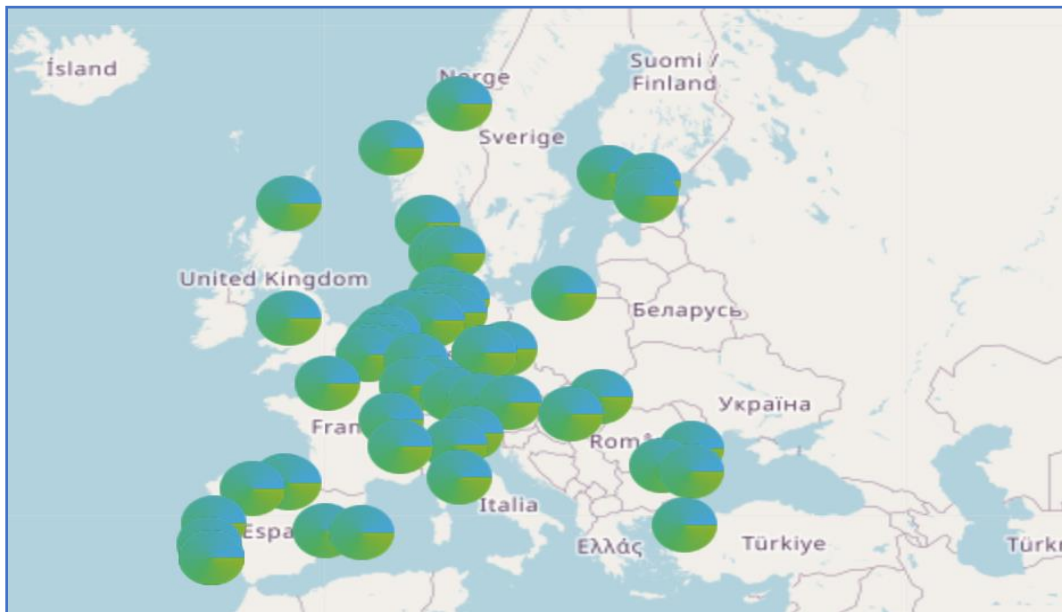 Ísland
Norge
Suomi /
Finland
Sverige
United Kingdom
Беларусь
Україна
Fran
Rom
Italia
Espa
Ελλάς
Türkiye
Türk